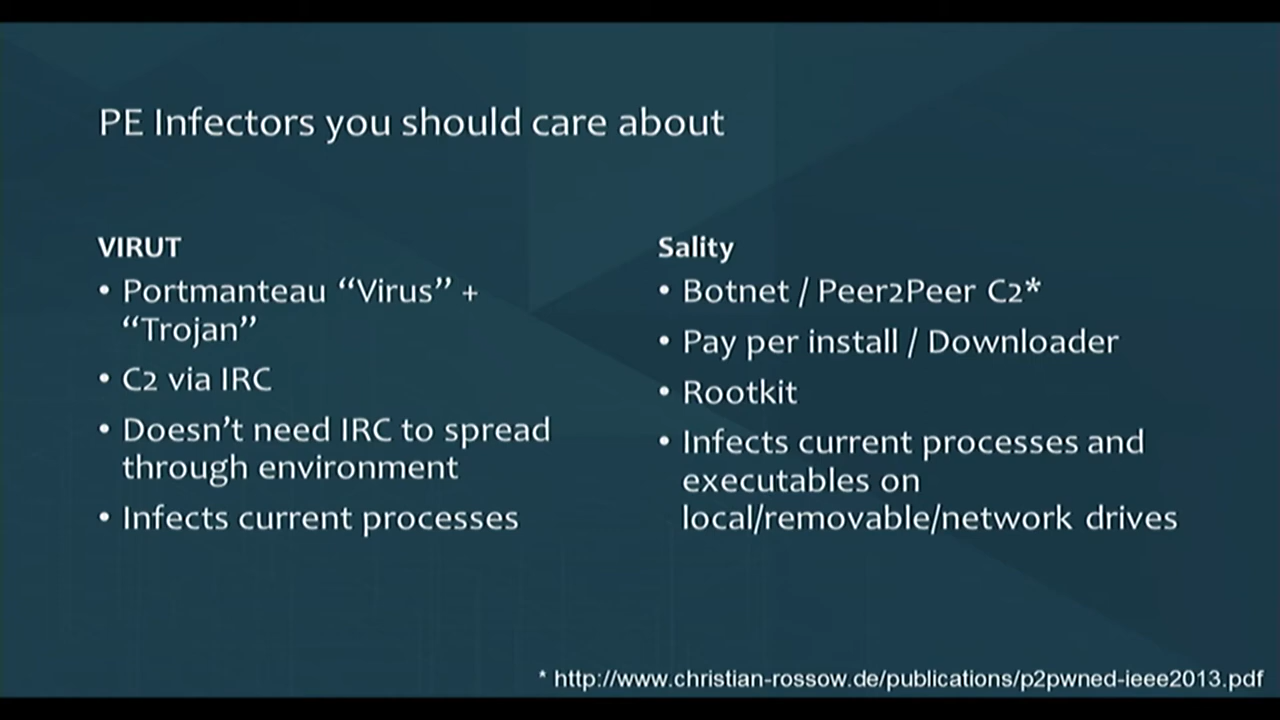 PE Infectors you should care about
VIRUT
• Portmanteau “Virus” +
“Trojan”
• C2 via IRC
• Doesn’t need IRC to spread
through environment
• Infects current processes
Sality
• Botnet / Peer2Peer C2*
• Pay per install / Downloader
• Rootkit
• Infects current processes and
executables on
local/removable/network drives
* http://www.christian-rossow.de/publications/p2pwned-ieee2013.pdf